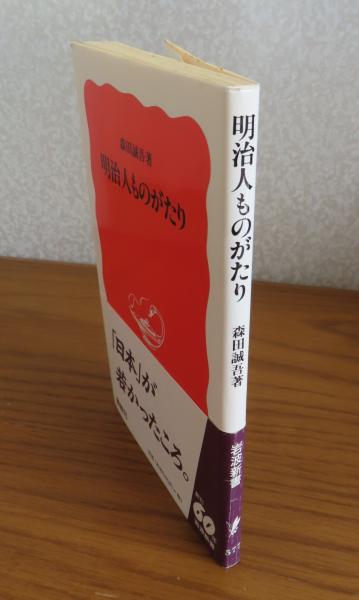 森田誠吾著
明治人ものがたり
「日本」が
若かったころ。
明治人ものがたり
森田誠吾著
岩波新書
60